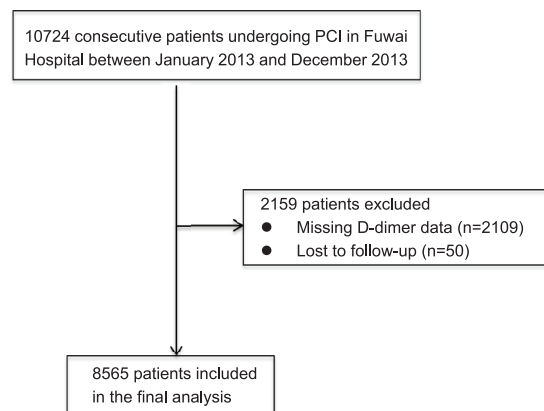 10724 consecutive patients undergoing PCI in Fuwai
Hospital between January 2013 and December 2013
2159 patients excluded
● Missing D-dimer data (n=2109)
● Lost to follow-up (n=50)
8565 patients included
in the final analysis